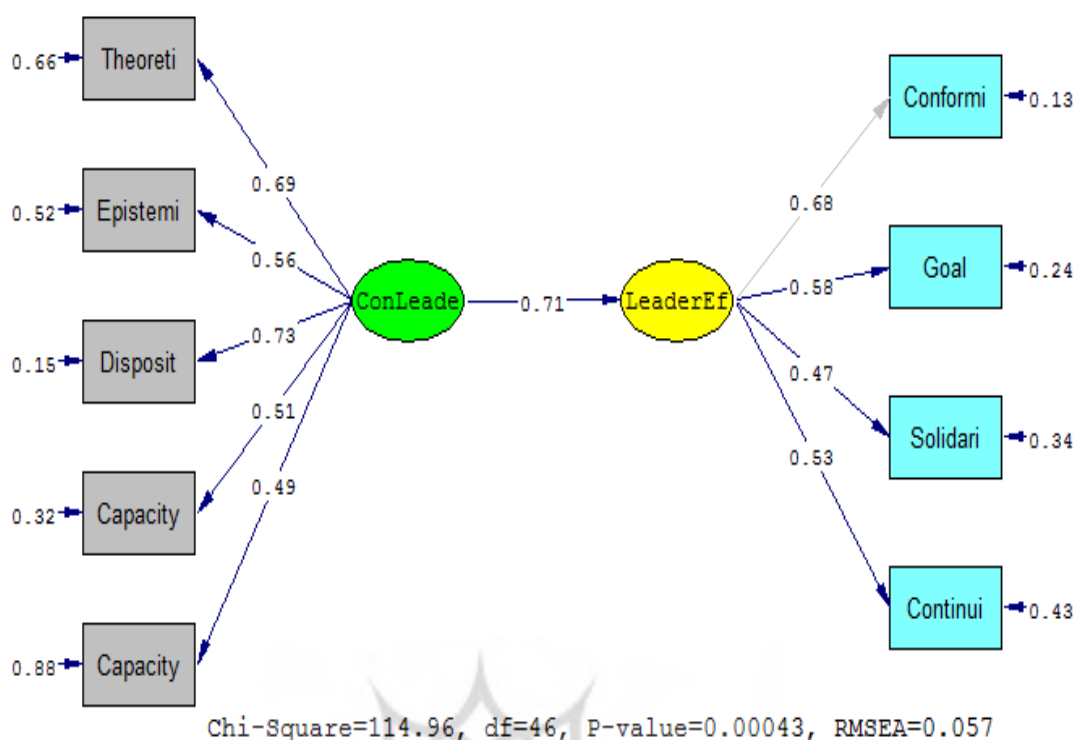 0.66
Theoreti
0.69
0.52
Epistemi
0.56
0.15
Disposit
0.73
0.32
Capacity
0.51
0.88
Capacity
0.49
ConLeade
0.71
LeaderEf
0.68
Conformi
0.13
0.58
Goal
0.24
0.47
Solidari
0.34
0.53
Continui
0.43
Chi-Square=114.96, df=46, P-value=0.00043, RMSEA=0.057